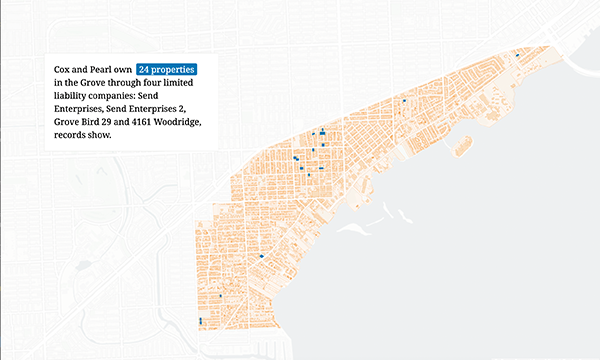 Cox and Pearl own 24 properties
in the Grove through four limited
liability companies: Send
Enterprises, Send Enterprises 2,
Grove Bird 29 and 4161 Woodridge,
records show.